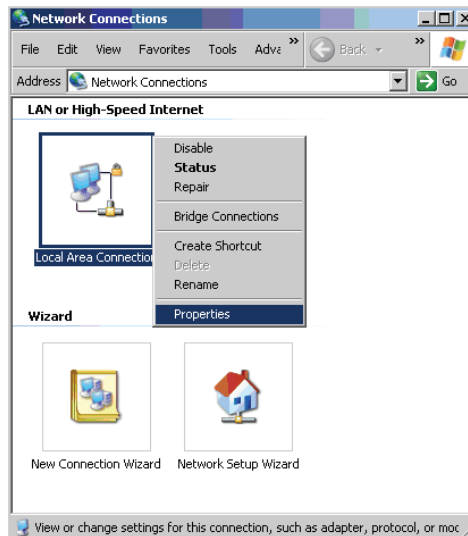 Network Connections
File Edit View Favorites Tools Adva » Back »
Address Network Connections Go
LAN or High-Speed Internet
Disable
Status
Repair
Bridge Connections
Create Shortcut
Delete
Rename
Properties
Local Area Connection
Wizard
New Connection Wizard Network Setup Wizard
View or change settings for this connection, such as adapter, protocol, or moc